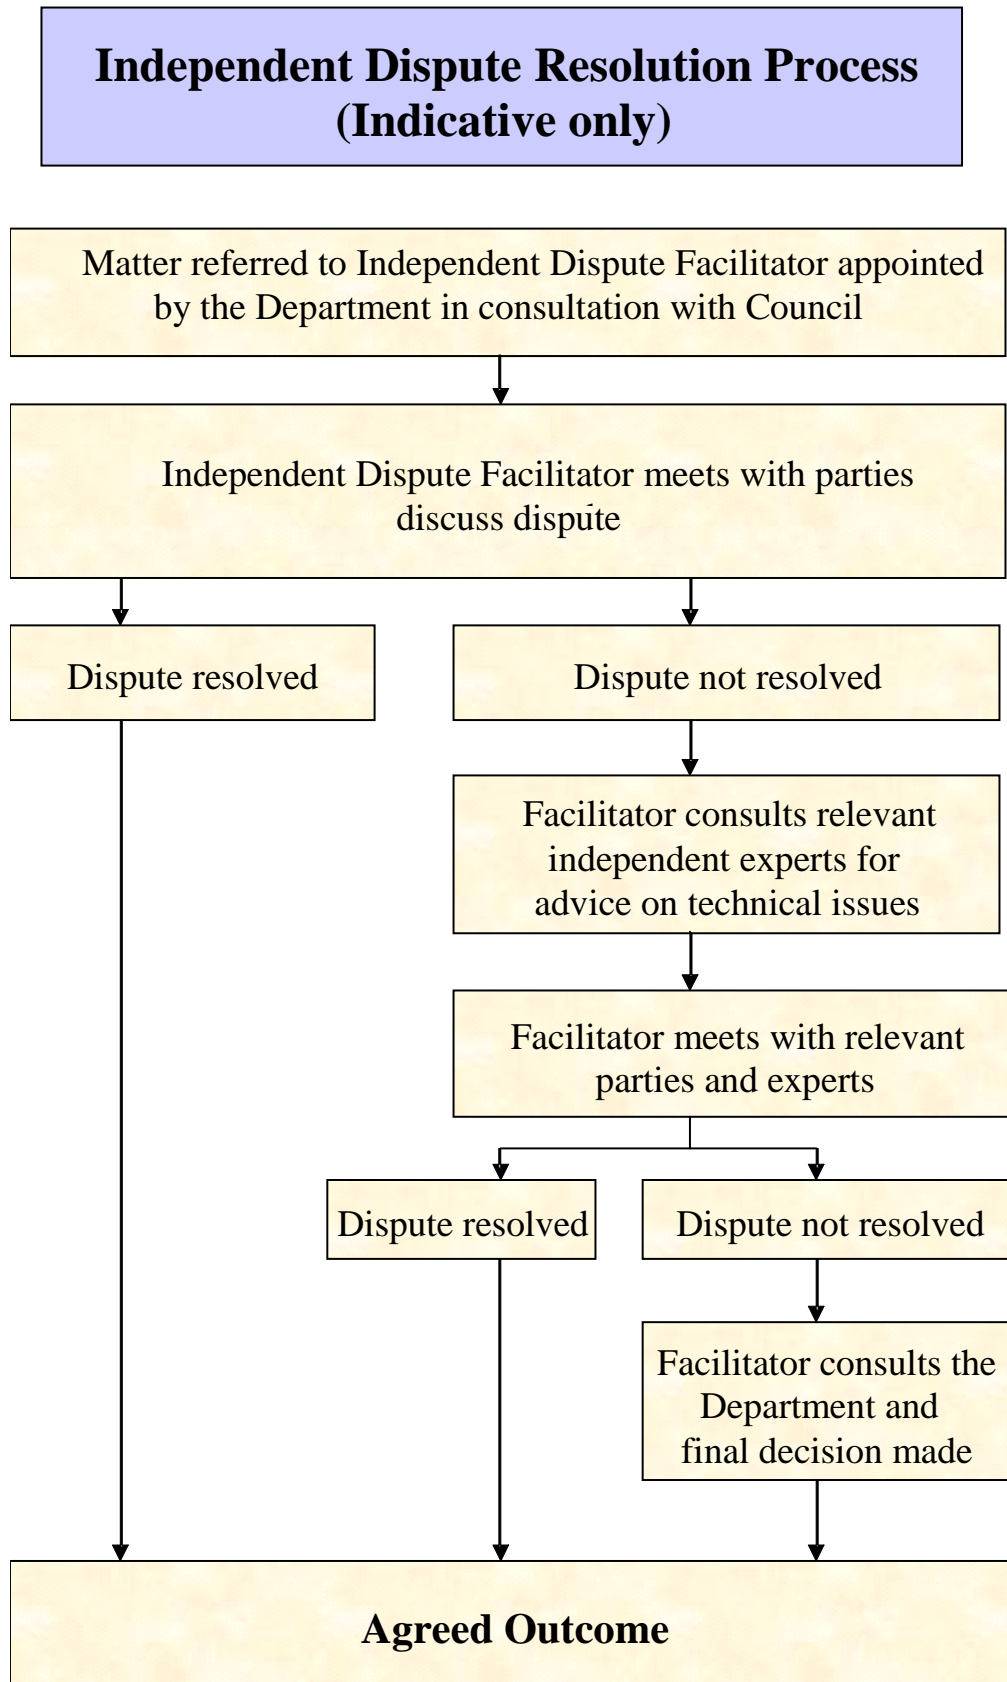 Independent Dispute Resolution Process
(Indicative only)
Matter referred to Independent Dispute Facilitator appointed
by the Department in consultation with Council
Independent Dispute Facilitator meets with parties
discuss dispute
Dispute resolved
Dispute not resolved
Facilitator consults relevant
independent experts for
advice on technical issues
Facilitator meets with relevant
parties and experts
Dispute resolved
Dispute not resolved
Facilitator consults the
Department and
final decision made
Agreed Outcome